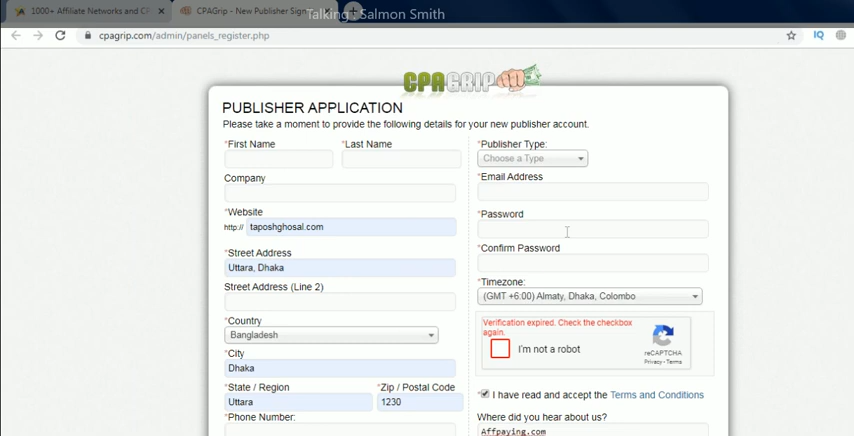 Talking: Salmon Smith
1000+ Affiliate Networks and CP
CPAGrip - New Publisher Sign
cpagrip.com/admin/panels_register.php
IQ
CPAGRIP
PUBLISHER APPLICATION
Please take a moment to provide the following details for your new publisher account.
*First Name
*Last Name
Company
*Website
http://
taposhghosal.com
*Street Address
Uttara, Dhaka
Street Address (Line 2)
*Country
Bangladesh
*City
Dhaka
*State / Region
*Zip / Postal Code
Uttara
1230
*Phone Number:
*Publisher Type:
Choose a Type
*Email Address
*Password
*Confirm Password
*Timezone:
(GMT +6:00) Almaty, Dhaka, Colombo
Verification expired. Check the checkbox
again.
I'm not a robot
reCAPTCHA
Privacy - Terms
*I have read and accept the Terms and Conditions
Where did you hear about us?
Affpaying.com